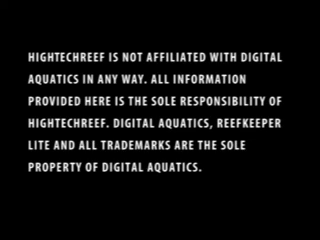 HIGHTECHREEF IS NOT AFFILIATED WITH DIGITAL
AQUATICS IN ANY WAY. ALL INFORMATION
PROVIDED HERE IS THE SOLE RESPONSIBILITY OF
HIGHTECHREEF. DIGITAL AQUATICS, REEFKEEPER
LITE AND ALL TRADEMARKS ARE THE SOLE
PROPERTY OF DIGITAL AQUATICS.